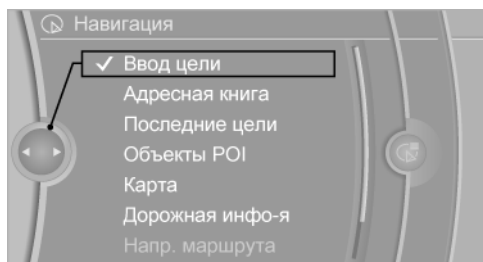 Навигация
Ввод цели
Адресная книга
Последние цели
Объекты POI
Карта
Дорожная инфо-я
Напр. маршрута